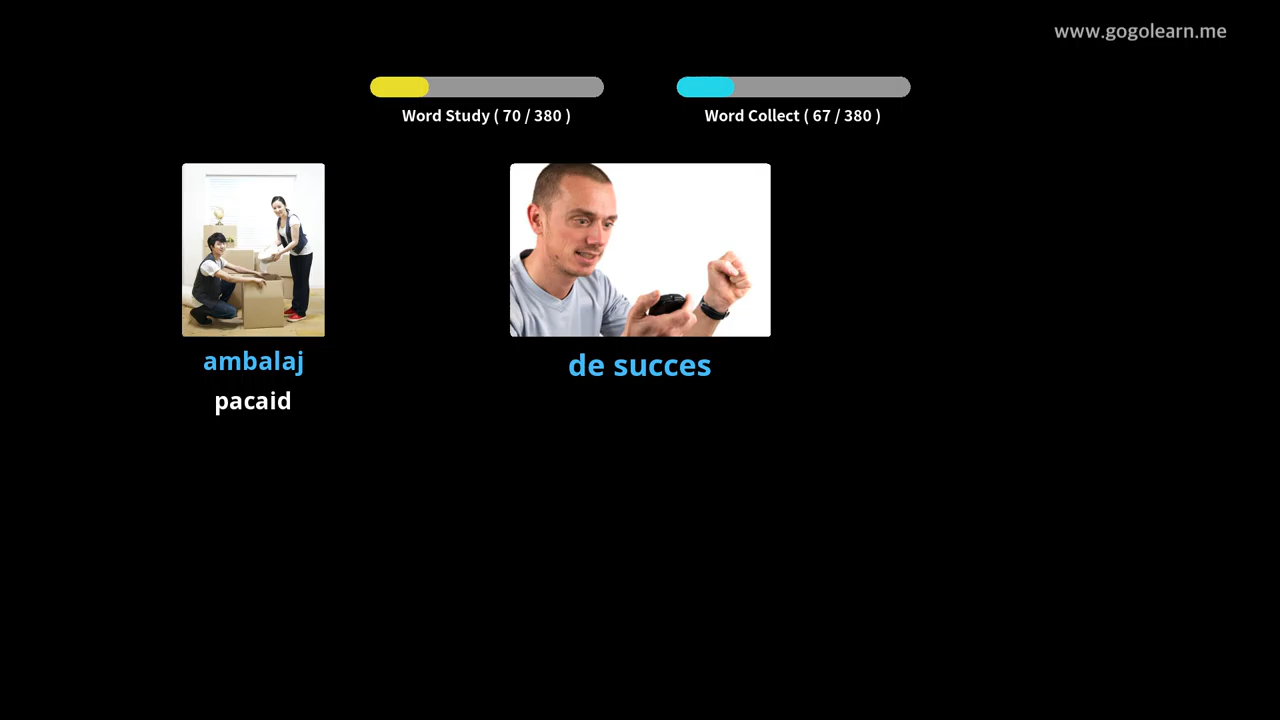 www.gogolearn.me
Word Study ( 70 / 380 )
Word Collect ( 67 / 380 )
ambalaj
pacaid
de succes